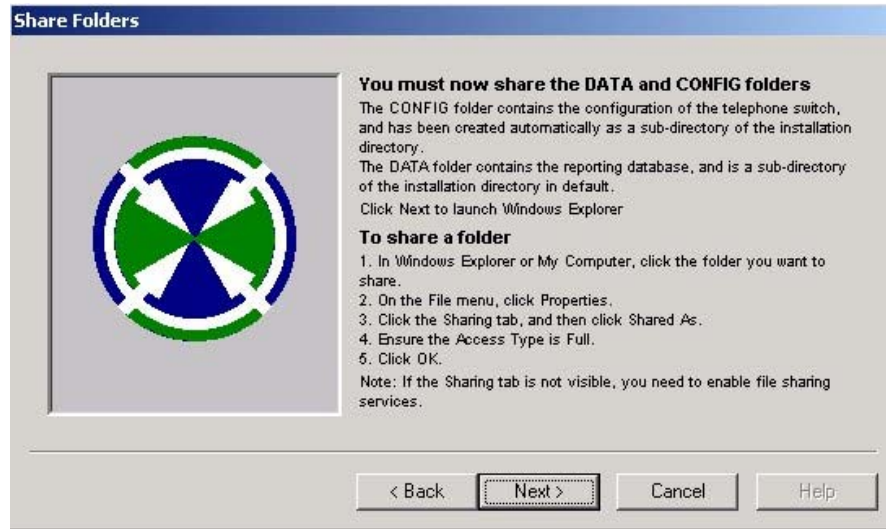 Share Folders
You must now share the DATA and CONFIG folders
The CONFIG folder contains the configuration of the telephone switch,
and has been created automatically as a sub-directory of the installation
directory.
The DATA folder contains the reporting database, and is a sub-directory
of the installation directory in default.
Click Next to launch Windows Explorer
To share a folder
1. In Windows Explorer or My Computer, click the folder you want to
share.
2. On the File menu, click Properties.
3. Click the Sharing tab, and then click Shared As.
4. Ensure the Access Type is Full.
5. Click OK.
Note: If the Sharing tab is not visible, you need to enable file sharing
services.
< Back Next > Cancel Help